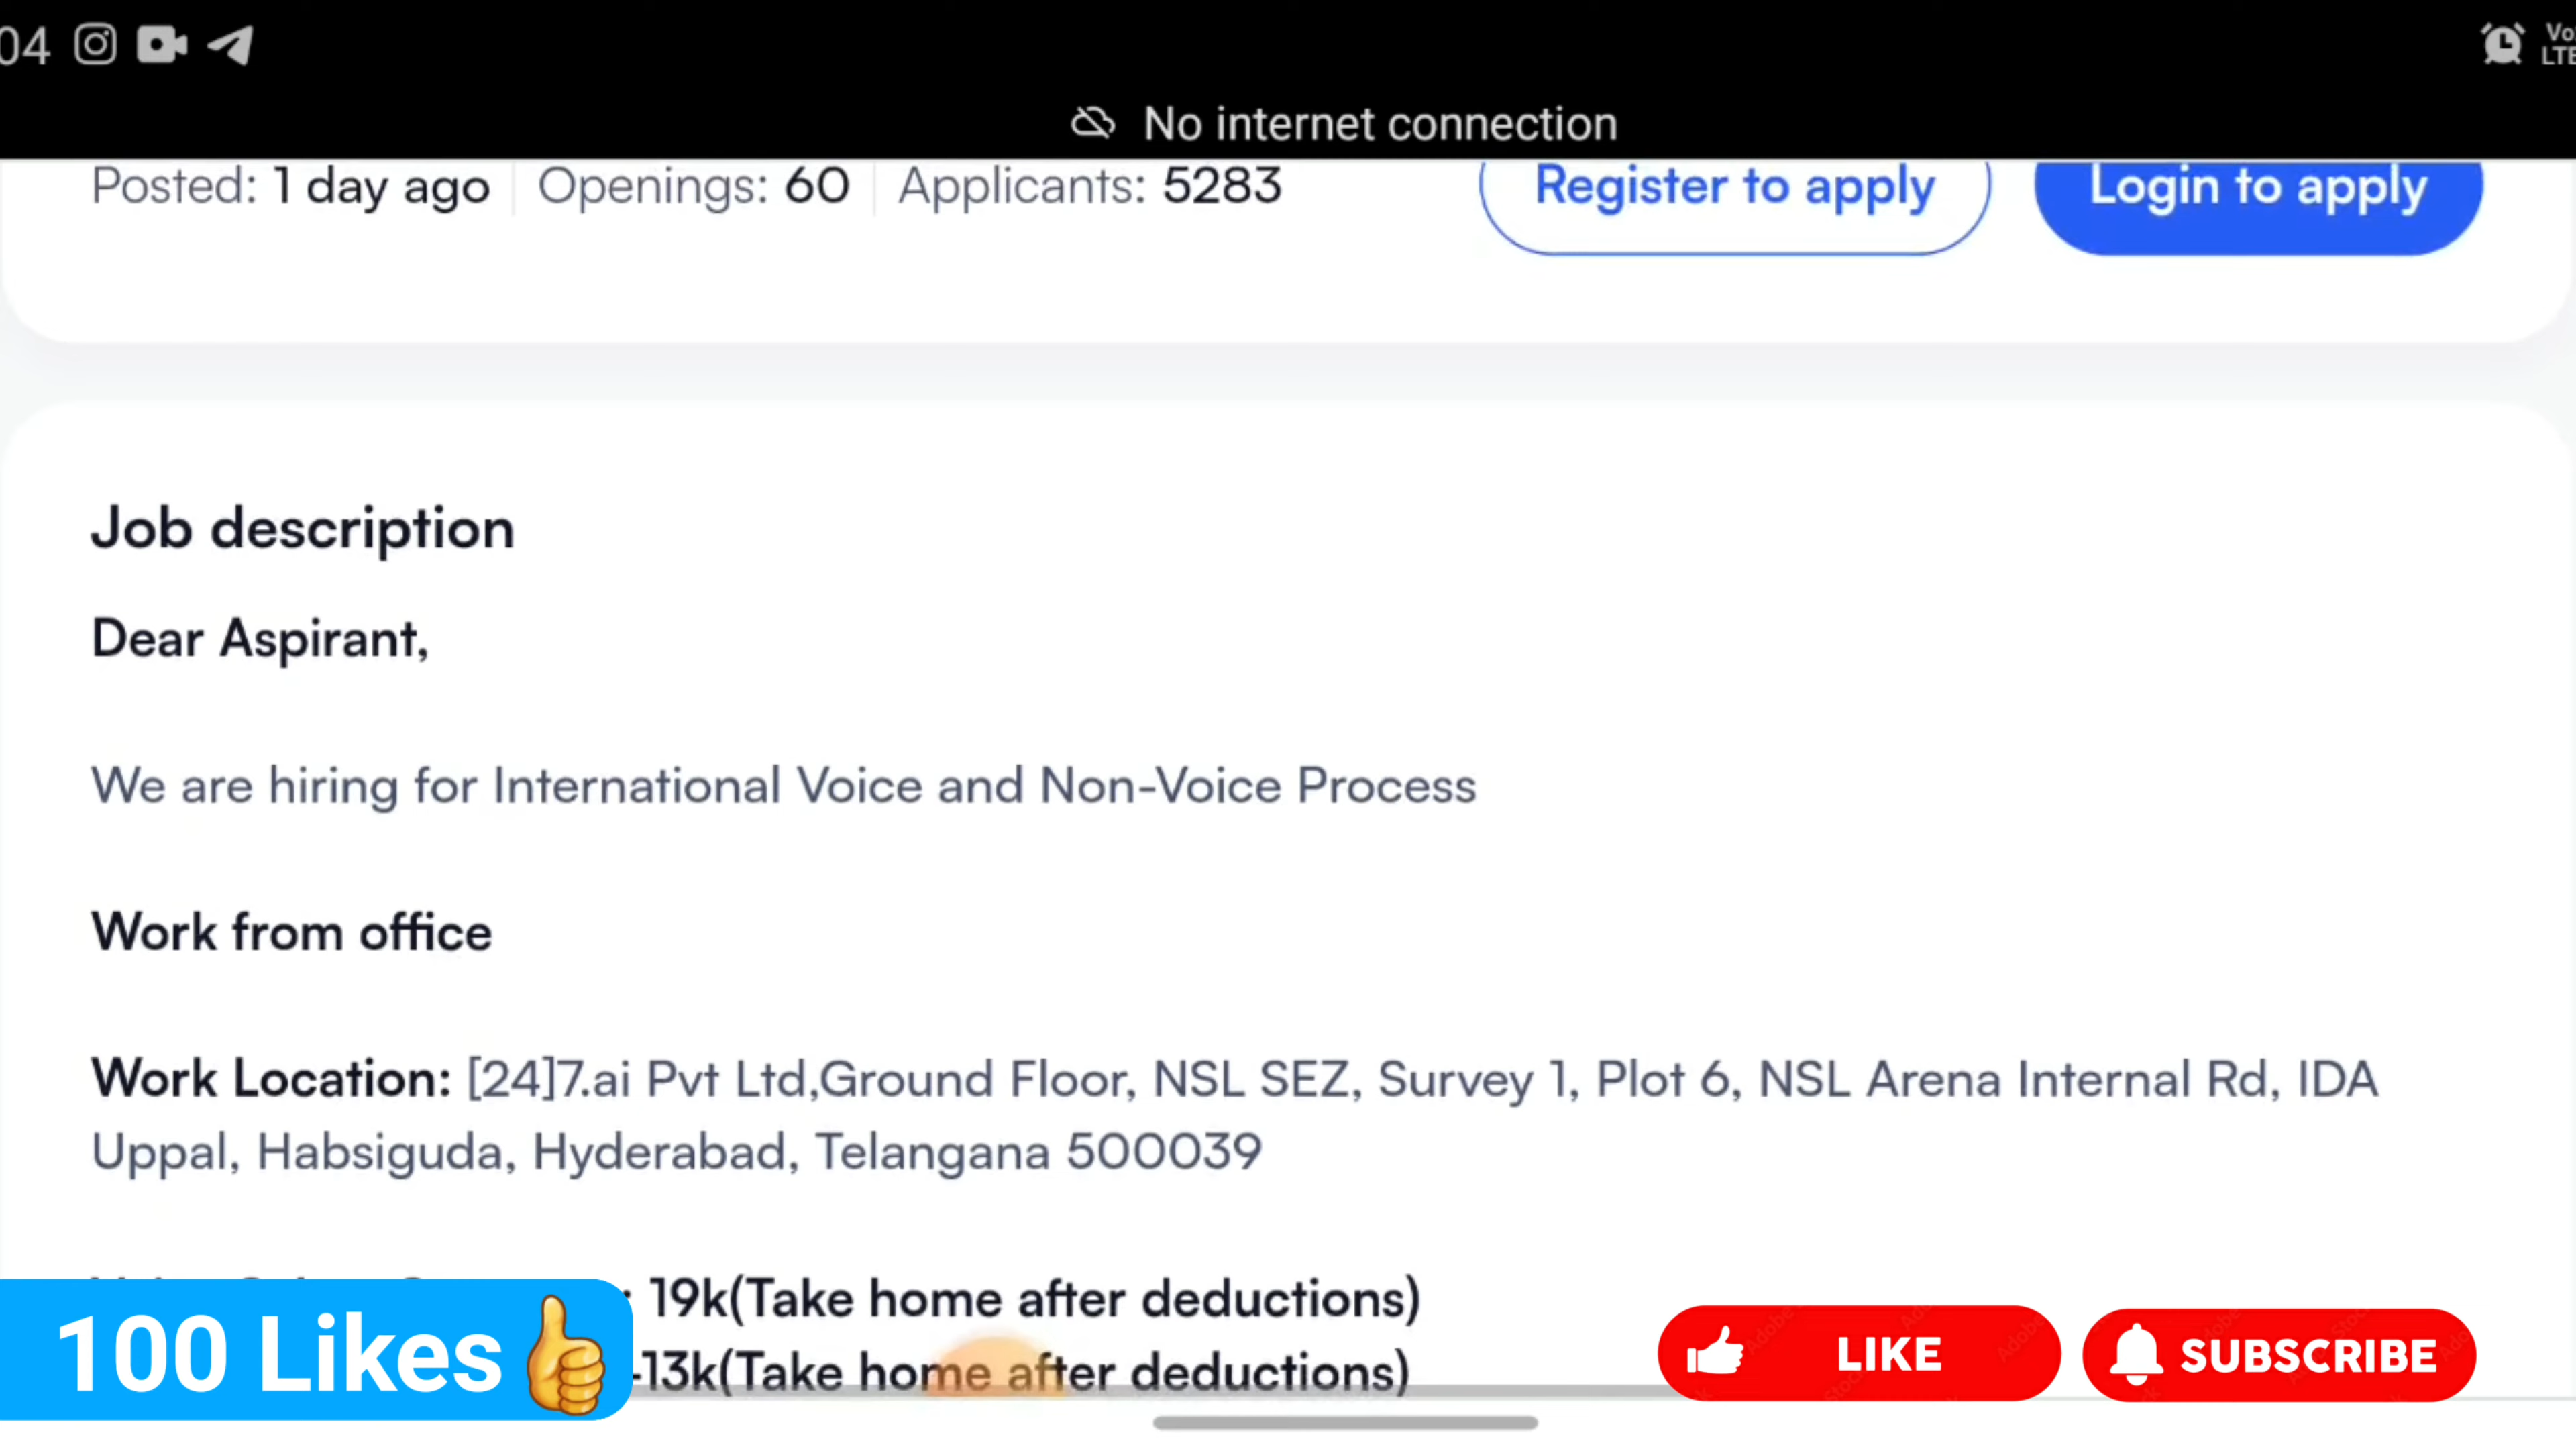 04
Vo
LTE
No internet connection
Posted: 1 day ago Openings: 60 Applicants: 5283 Register to apply Login to apply
Job description
Dear Aspirant,
We are hiring for International Voice and Non-Voice Process
Work from office
Work Location: [24]7.ai Pvt Ltd,Ground Floor, NSL SEZ, Survey 1, Plot 6, NSL Arena Internal Rd, IDA
Uppal, Habsiguda, Hyderabad, Telangana 500039
: 19k(Take home after deductions)
-13k(Take home after deductions)
100 Likes
LIKE
SUBSCRIBE